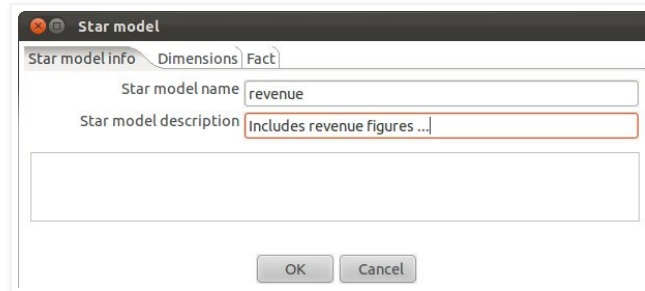 Star model
Star model info Dimensions Fact
Star model name revenue
Star model description Includes revenue figures ...
OK Cancel